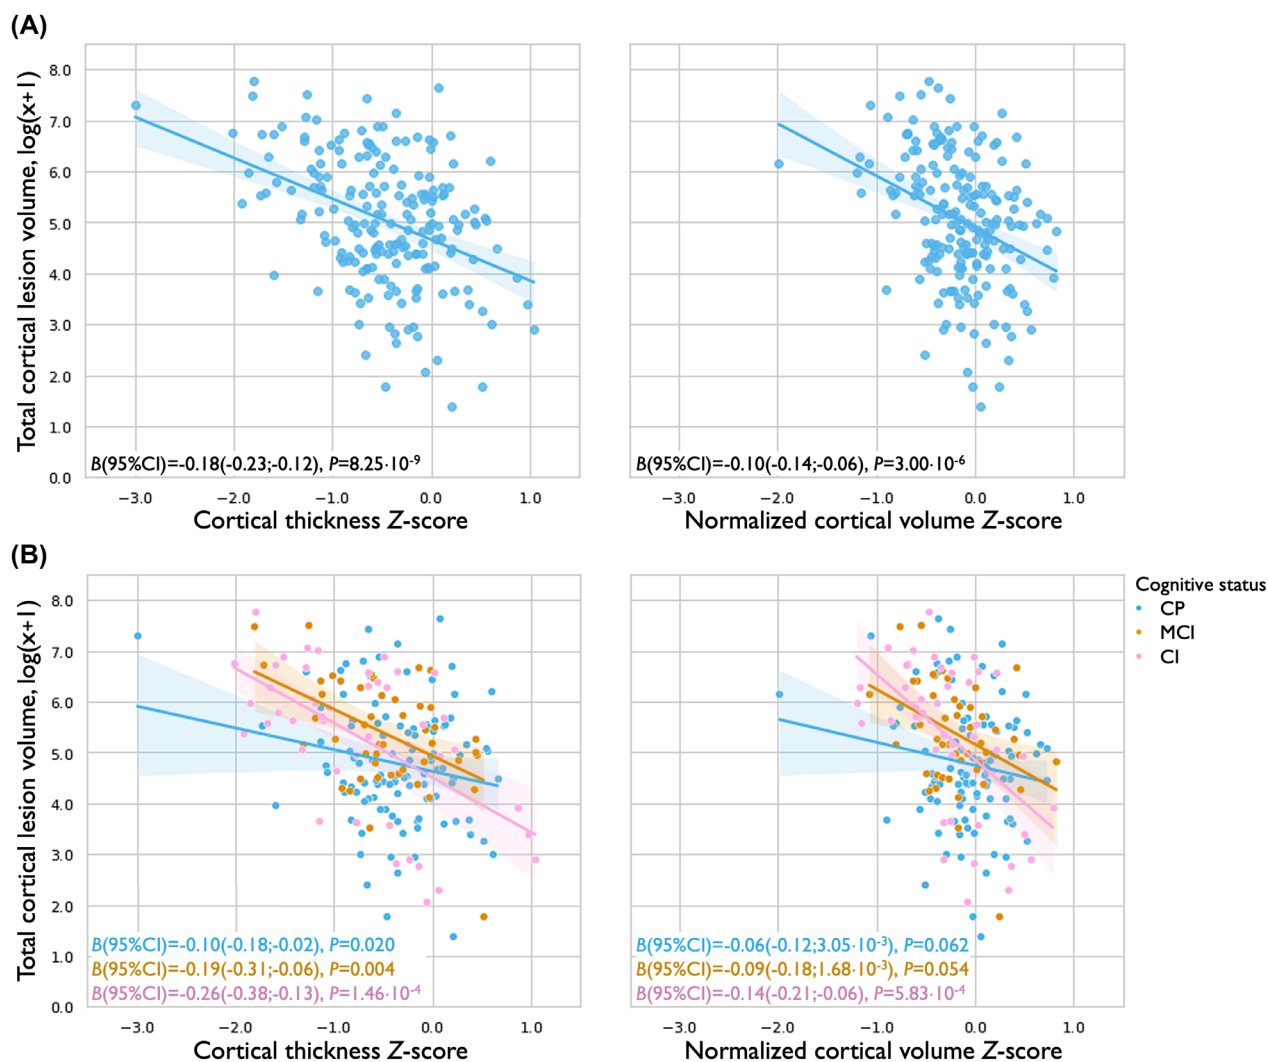 (A)
Total cortical lesion volume, log(x+1)
8.0
7.0
6.0
5.0
4.0
3.0
2.0
1.0
0.0
B(95%CI)=-0.18(-0.23;-0.12), P=8.25·10⁻⁹
−3.0 −2.0 −1.0 0.0 1.0
Cortical thickness Z-score
B(95%CI)=-0.10(-0.14;-0.06), P=3.00·10⁻⁶
−3.0 −2.0 −1.0 0.0 1.0
Normalized cortical volume Z-score
(B)
Total cortical lesion volume, log(x+1)
8.0
7.0
6.0
5.0
4.0
3.0
2.0
1.0
0.0
B(95%CI)=-0.10(-0.18;-0.02), P=0.020
B(95%CI)=-0.19(-0.31;-0.06), P=0.004
B(95%CI)=-0.26(-0.38;-0.13), P=1.46·10⁻⁴
−3.0 −2.0 −1.0 0.0 1.0
Cortical thickness Z-score
B(95%CI)=-0.06(-0.12;3.05·10⁻³), P=0.062
B(95%CI)=-0.09(-0.18;1.68·10⁻³), P=0.054
B(95%CI)=-0.14(-0.21;-0.06), P=5.83·10⁻⁴
−3.0 −2.0 −1.0 0.0 1.0
Normalized cortical volume Z-score
Cognitive status
CP
MCI
CI